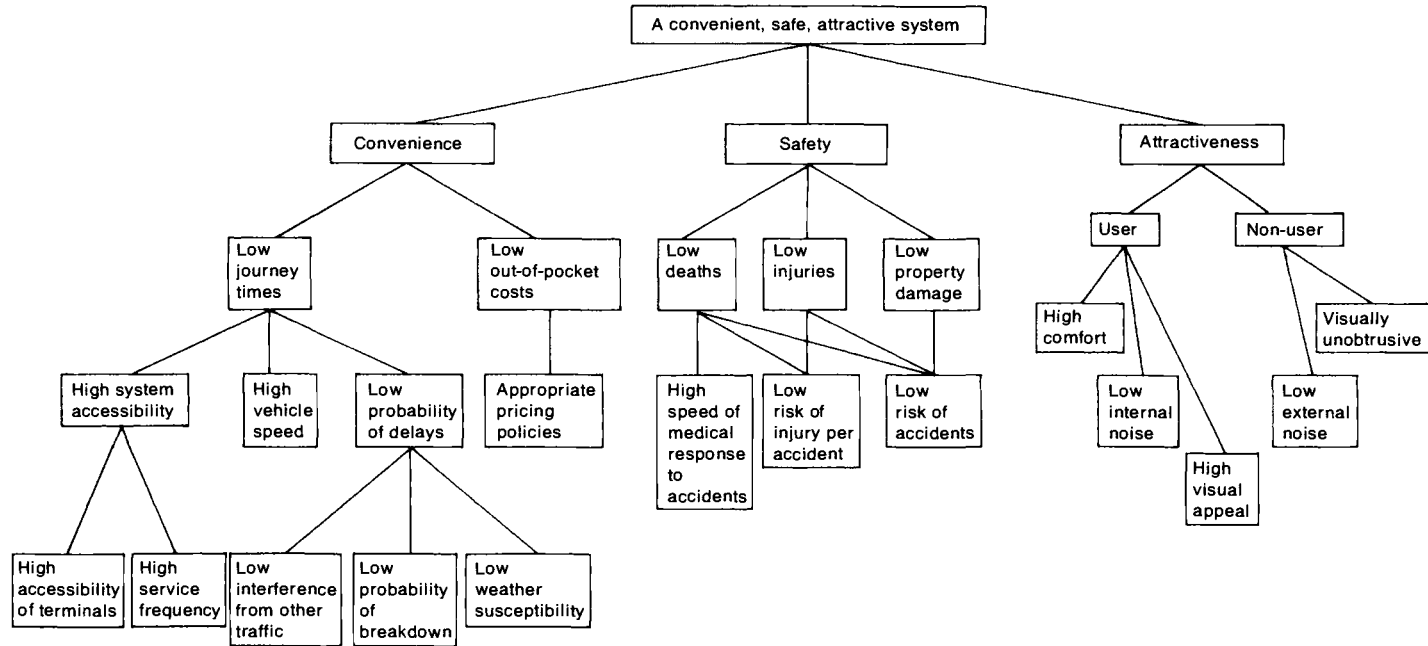 A convenient, safe, attractive system
Convenience
Safety
Attractiveness
Low
journey
times
Low
out-of-pocket
costs
Low
deaths
Low
injuries
Low
property
damage
User
Non-user
High system
accessibility
High
vehicle
speed
Low
probability
of delays
Appropriate
pricing
policies
High
speed of
medical
response
to
accidents
Low
risk of
injury per
accident
Low
risk of
accidents
High
comfort
Low
internal
noise
High
visual
appeal
Low
external
noise
Visually
unobtrusive
High
accessibility
of terminals
High
service
frequency
Low
interference
from other
traffic
Low
probability
of
breakdown
Low
weather
susceptibility